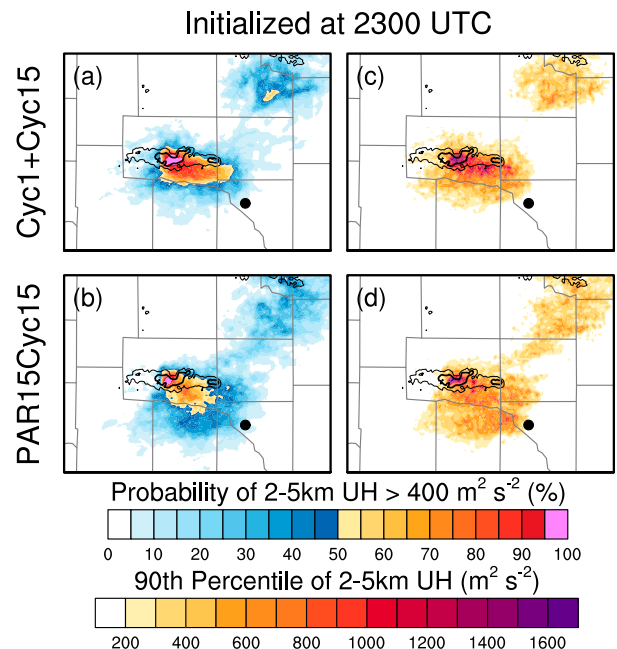 Initialized at 2300 UTC
Cyc1+Cyc15
(a)
(c)
PAR15Cyc15
(b)
(d)
Probability of 2-5km UH > 400 m² s⁻² (%)
0 10 20 30 40 50 60 70 80 90 100
90th Percentile of 2-5km UH (m² s⁻²)
200 400 600 800 1000 1200 1400 1600